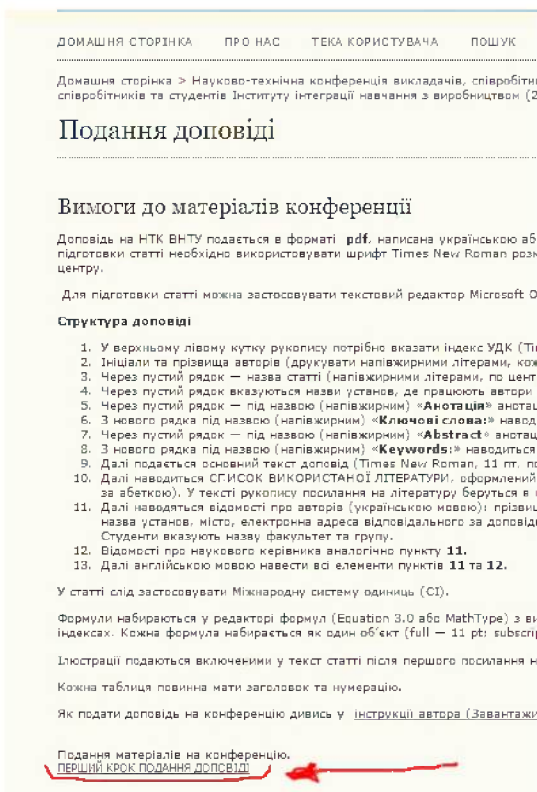 ДОМАШНЯ СТОРІНКА ПРО НАС ТЕКА КОРИСТУВАЧА ПОШУК
Домашня сторінка > Науково-технічна конференція викладачів,
співробітників та студентів Інституту інтеграції навчання з виробництвом (2
Подання доповіді
Вимоги до матеріалів конференції
Доповідь на НТК ВНТУ подається в форматі pdf, написана українською аб
підготовки статті необхідно використовувати шрифт Times New Roman розм
центру.
Для підготовки статті можна застосовувати текстовий редактор Microsoft O
Структура доповіді
1. У верхньому лівому кутку рукопису потрібно вказати індекс УДК (Ti
2. Ініціали та прізвища авторів (друкувати напівжирними літерами, кож
3. Через пустий рядок — назва статті (напівжирними літерами, по цент
4. Через пустий рядок вказуються назви установ, де працюють автори
5. Через пустий рядок — під назвою (напівжирним) «Анотація» анотац
6. З нового рядка під назвою (напівжирним) «Ключові слова:» навод
7. Через пустий рядок — під назвою (напівжирним) «Abstract» анотац
8. З нового рядка під назвою (напівжирним) «Keywords:» наводиться
9. Далі подається основний текст доповід (Times New Roman, 11 пт, по
10. Далі наводиться СПИСОК ВИКОРИСТАНОЇ ЛІТЕРАТУРИ, оформлений
за абеткою). У тексті рукопису посилання на літературу беруться в
11. Далі наводяться відомості про авторів (українською мовою): прізвищ
назва установ, місто, електронна адреса відповідального за доповідь
Студенти вказують назву факультет та групу.
12. Відомості про наукового керівника аналогічно пункту 11.
13. Далі англійською мовою навести всі елементи пунктів 11 та 12.
У статті слід застосовувати Міжнародну систему одиниць (СІ).
Формули набираються у редакторі формул (Equation 3.0 або MathType) з ви
індексах. Кожна формула набирається як один об'єкт (full — 11 pt: subscrip
Ілюстрації подаються включеними у текст статті після першого посилання н
Кожна таблиця повинна мати заголовок та нумерацію.
Як подати доповідь на конференцію дивись у інструкції автора (Завантажи
Подання матеріалів на конференцію.
ПЕРШИЙ КРОК ПОДАННЯ ДОПОВІДІ